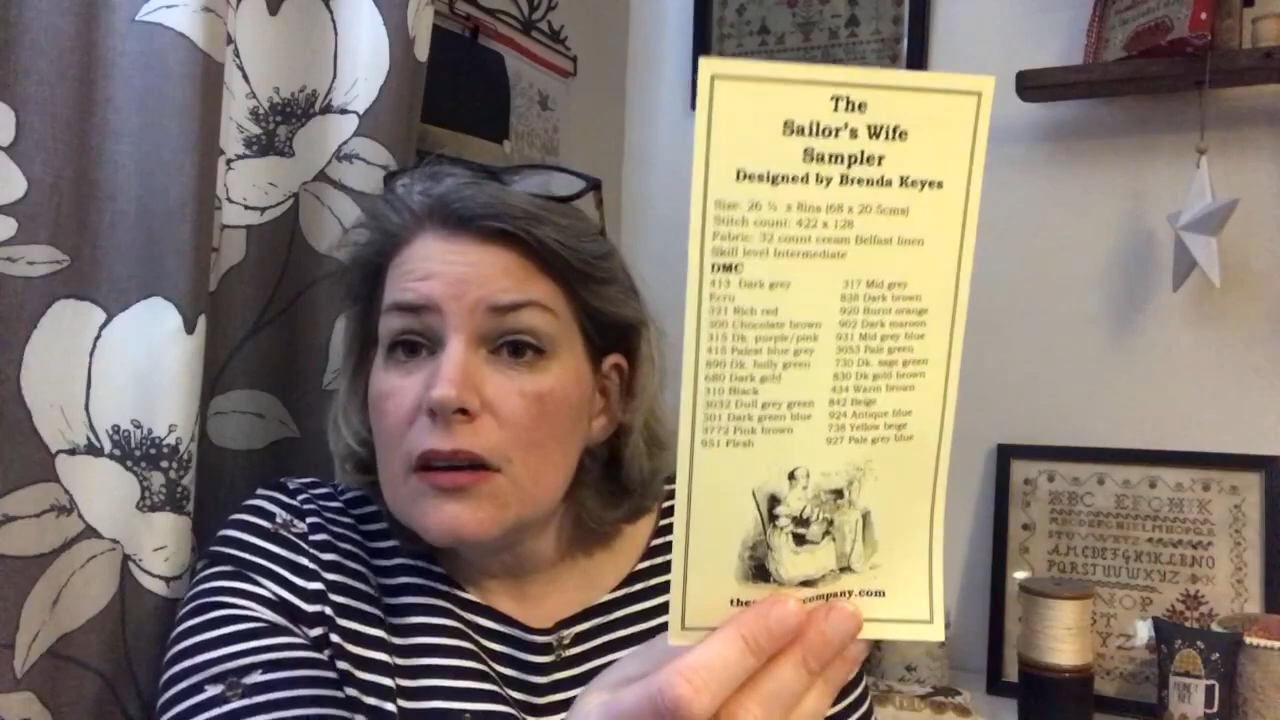 The
Sailor's Wife
Sampler
Designed by Brenda Keyes
Size: 26 ½ x 8ins (68 x 20.5cms)
Stitch count: 422 x 128
Fabric: 32 count cream Belfast linen
Skill level Intermediate
DMC
413 Dark grey
Ecru
321 Rich red
300 Chocolate brown
315 Dk. purple/pink
415 Palest blue grey
890 Dk. holly green
680 Dark gold
310 Black
3032 Dull grey green
501 Dark green blue
3772 Pink brown
951 Flesh
317 Mid grey
838 Dark brown
920 Burnt orange
902 Dark maroon
931 Mid grey blue
3053 Pale green
730 Dk. sage green
830 Dk gold brown
434 Warm brown
842 Beige
924 Antique blue
738 Yellow beige
927 Pale grey blue
company.com
HONEY
BEE